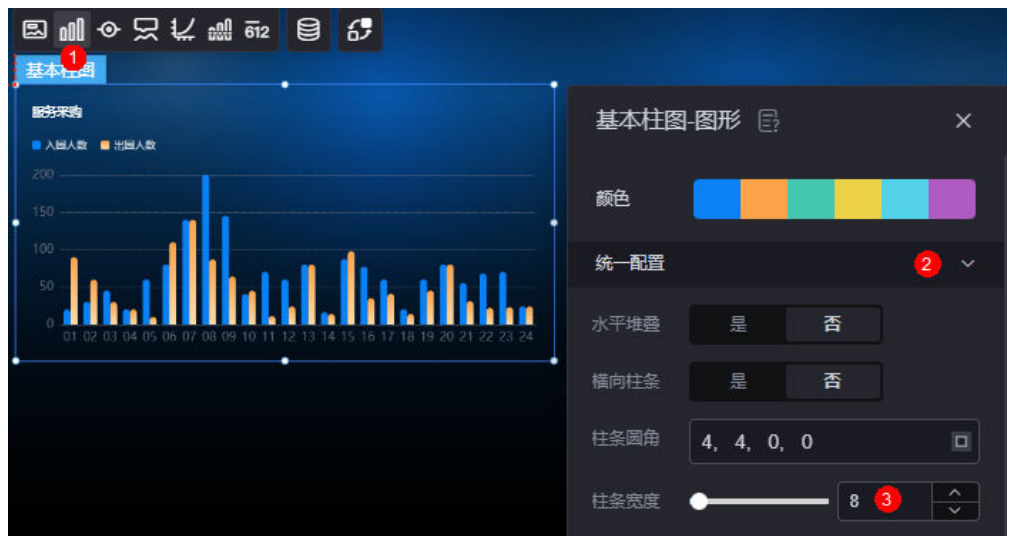 612
1
基本柱图
服务采购
入园人数 出园人数
200
150
100
50
0
01 02 03 04 05 06 07 08 09 10 11 12 13 14 15 16 17 18 19 20 21 22 23 24
基本柱图-图形
颜色
统一配置 2
水平堆叠 是 否
横向柱条 是 否
柱条圆角 4, 4, 0, 0
柱条宽度 8 3